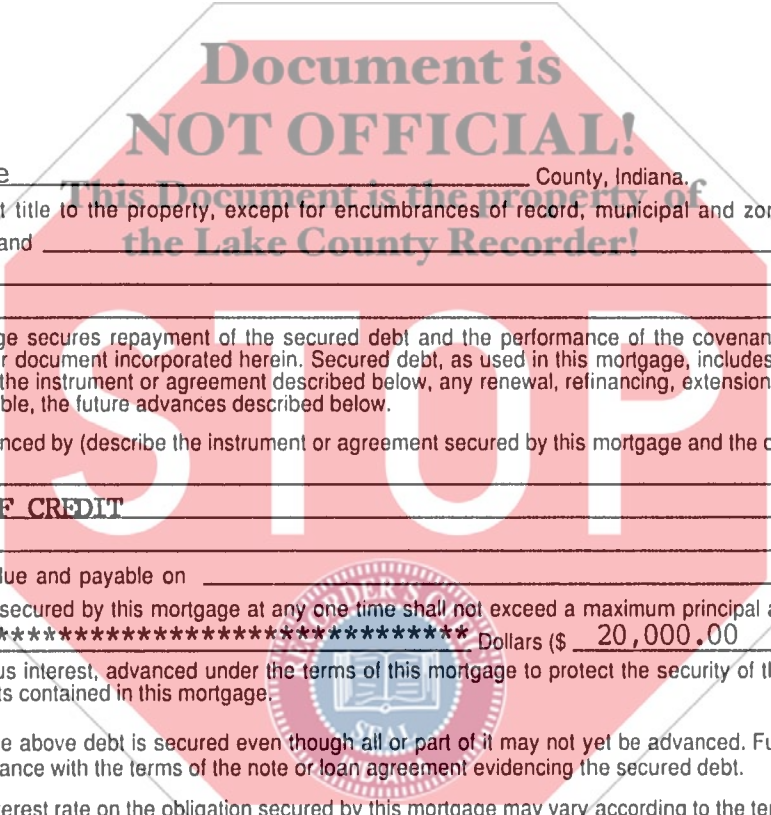 Document is
NOT OFFICIAL!
e County, Indiana.
This Document is the property of
t title to the property, except for encumbrances of record, municipal and zon
and
the Lake County Recorder!
ge secures repayment of the secured debt and the performance of the covenan
r document incorporated herein. Secured debt, as used in this mortgage, includes
the instrument or agreement described below, any renewal, refinancing, extension
ble, the future advances described below.
nced by (describe the instrument or agreement secured by this mortgage and the d
STOP
F CREDIT
lue and payable on
secured by this mortgage at any one time shall not exceed a maximum principal a
******************************** Dollars ($ 20,000.00
us interest, advanced under the terms of this mortgage to protect the security of th
ts contained in this mortgage.
RECORDER'S
SEAL
INDIANA
e above debt is secured even though all or part of it may not yet be advanced. Fu
ance with the terms of the note or loan agreement evidencing the secured debt.
terest rate on the obligation secured by this mortgage may vary according to the ter